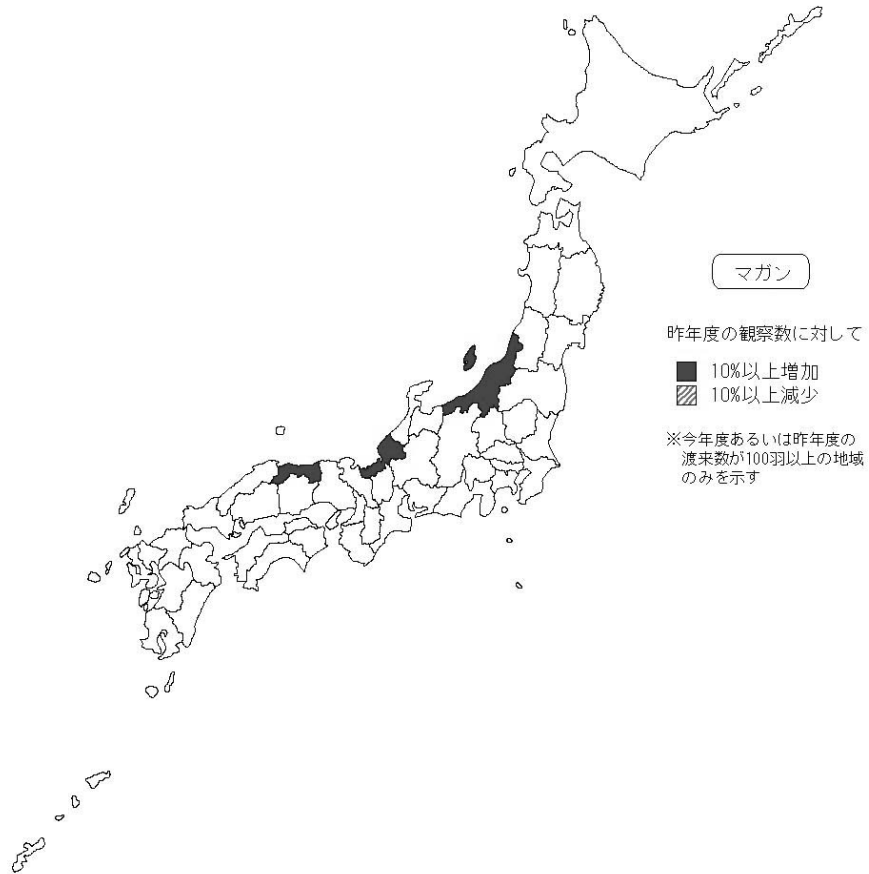 マガン
昨年度の観察数に対して
10%以上増加
10%以上減少
※今年度あるいは昨年度の
渡来数が100羽以上の地域
のみを示す